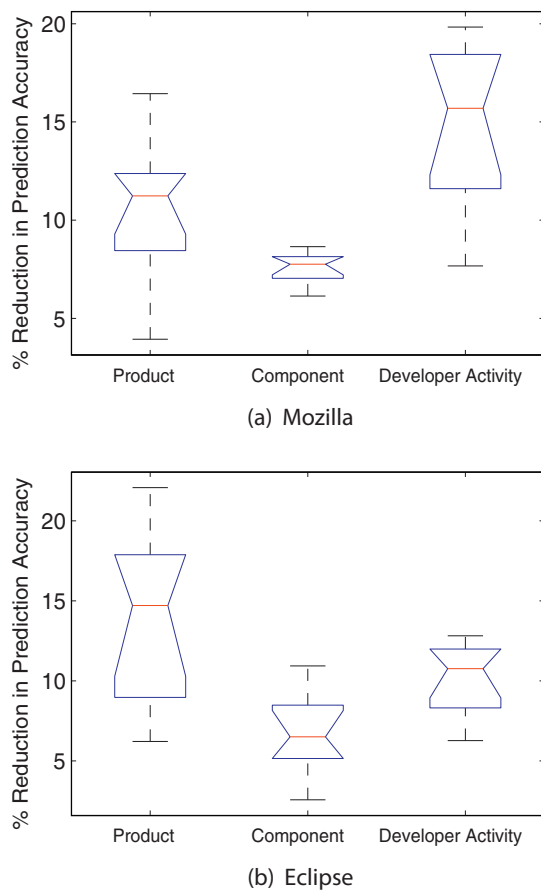 % Reduction in Prediction Accuracy
20
15
10
5
Product Component Developer Activity
(a) Mozilla
% Reduction in Prediction Accuracy
20
15
10
5
Product Component Developer Activity
(b) Eclipse